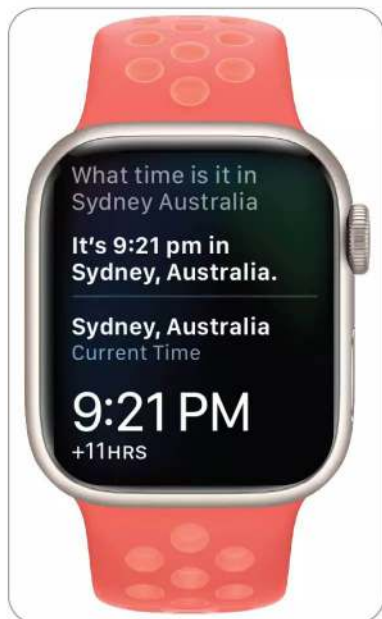 What time is it in
Sydney Australia
It's 9:21 pm in
Sydney, Australia.
Sydney, Australia
Current Time
9:21 PM
+11HRS